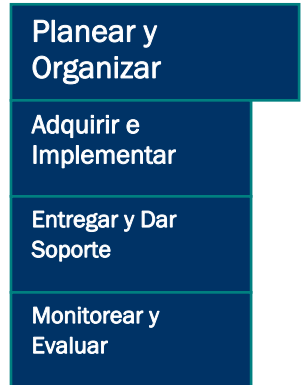 Planear y
Organizar
Adquirir e
Implementar
Entregar y Dar
Soporte
Monitorear y
Evaluar